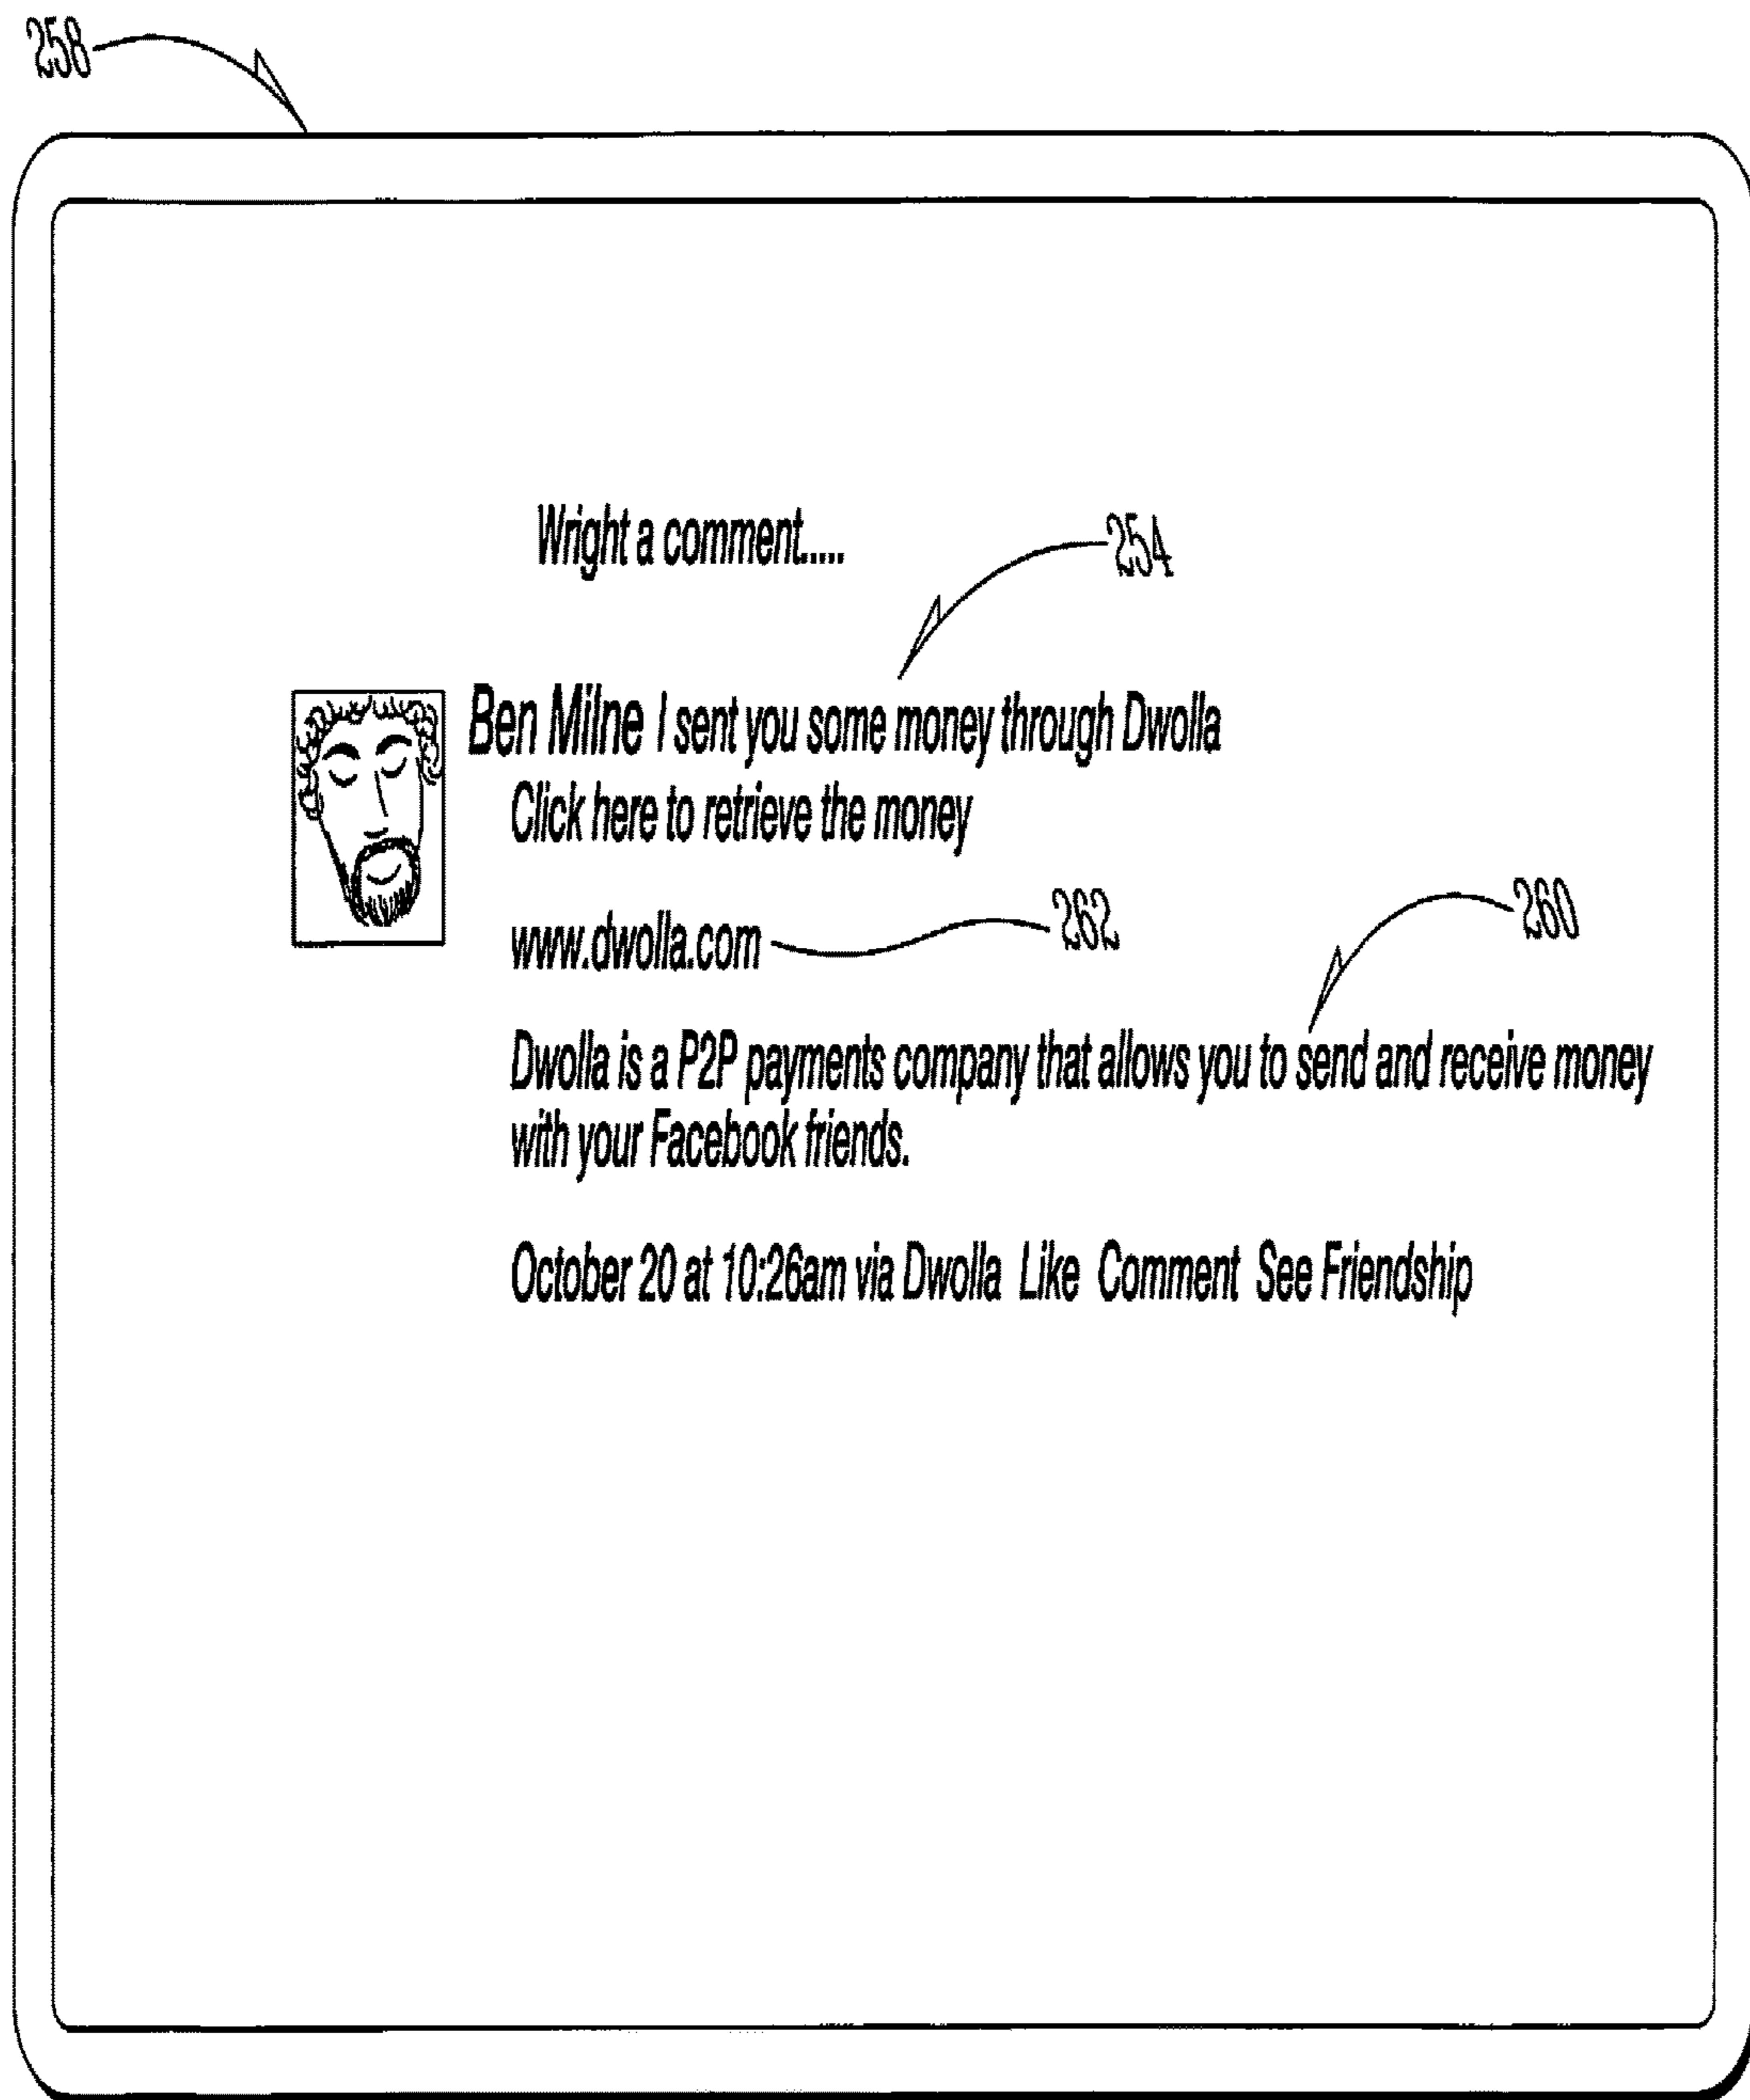 258
Wright a comment.....
254
Ben Milne I sent you some money through Dwolla
Click here to retrieve the money
www.dwolla.com 262
260
Dwolla is a P2P payments company that allows you to send and receive money
with your Facebook friends.
October 20 at 10:26am via Dwolla Like Comment See Friendship